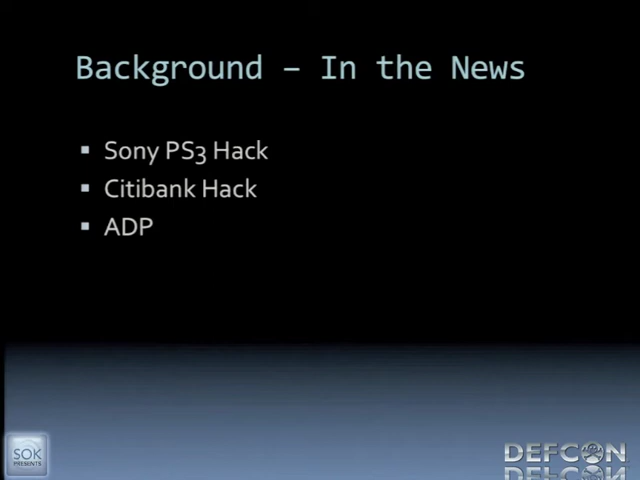 Background – In the News
▪ Sony PS3 Hack
▪ Citibank Hack
▪ ADP
SOK
PRESENTS
DEFCON